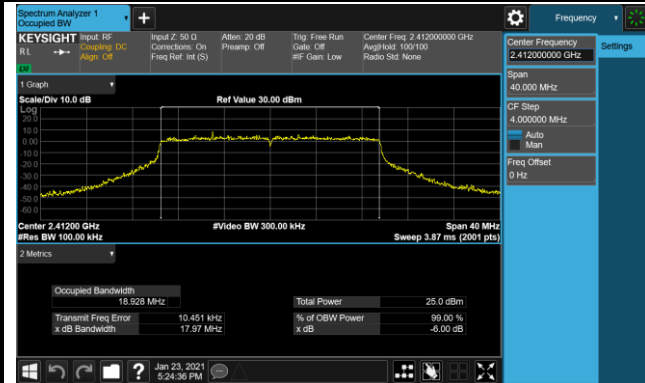 Spectrum Analyzer 1
Occupied BW
+
Frequency
KEYSIGHT
RL
Input: RF
Coupling: DC
Align: Off
Input Z: 50 Ω
Corrections: On
Freq Ref: Int (S)
Atten: 20 dB
Preamp: Off
Trig: Free Run
Gate: Off
#IF Gain: Low
Center Freq: 2.412000000 GHz
Avg|Hold: 100/100
Radio Std: None
Center Frequency
2.412000000 GHz
Settings
Span
40.000 MHz
CF Step
4.000000 MHz
Auto
Man
Freq Offset
0 Hz
1 Graph
Scale/Div 10.0 dB
Ref Value 30.00 dBm
Log
20.0
10.0
0.00
-10.0
-20.0
-30.0
-40.0
-50.0
-60.0
Center 2.41200 GHz
#Video BW 300.00 kHz
Span 40 MHz
#Res BW 100.00 kHz
Sweep 3.87 ms (2001 pts)
2 Metrics
Occupied Bandwidth
18.928 MHz
Total Power
25.0 dBm
Transmit Freq Error
10.451 kHz
% of OBW Power
99.00 %
x dB Bandwidth
17.97 MHz
x dB
-6.00 dB
?
Jan 23, 2021
5:24:36 PM